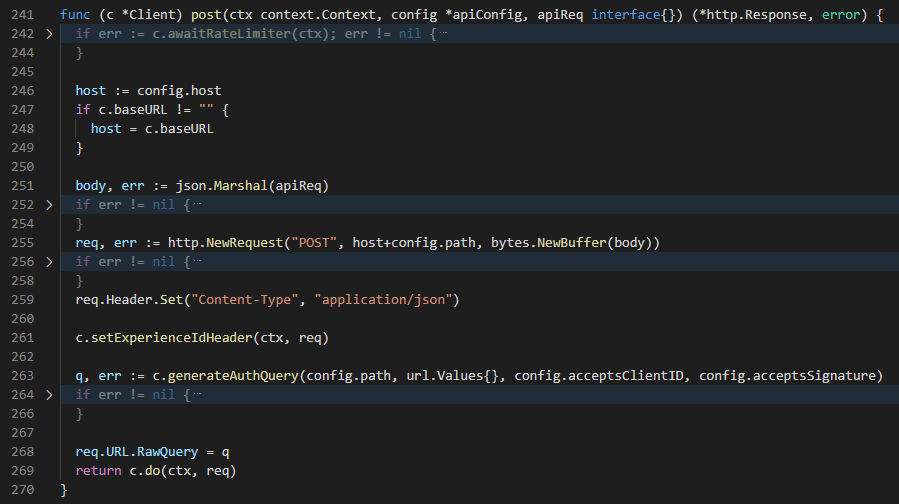 241 func (c *Client) post(ctx context.Context, config *apiConfig, apiReq interface{}) (*http.Response, error) {
242 > if err := c.awaitRateLimiter(ctx); err != nil {···
244 }
245
246 host := config.host
247 if c.baseURL != "" {
248 host = c.baseURL
249 }
250
251 body, err := json.Marshal(apiReq)
252 > if err != nil {···
254 }
255 req, err := http.NewRequest("POST", host+config.path, bytes.NewBuffer(body))
256 > if err != nil {···
258 }
259 req.Header.Set("Content-Type", "application/json")
260
261 c.setExperienceIdHeader(ctx, req)
262
263 q, err := c.generateAuthQuery(config.path, url.Values{}, config.acceptsClientID, config.acceptsSignature)
264 > if err != nil {···
266 }
267
268 req.URL.RawQuery = q
269 return c.do(ctx, req)
270 }